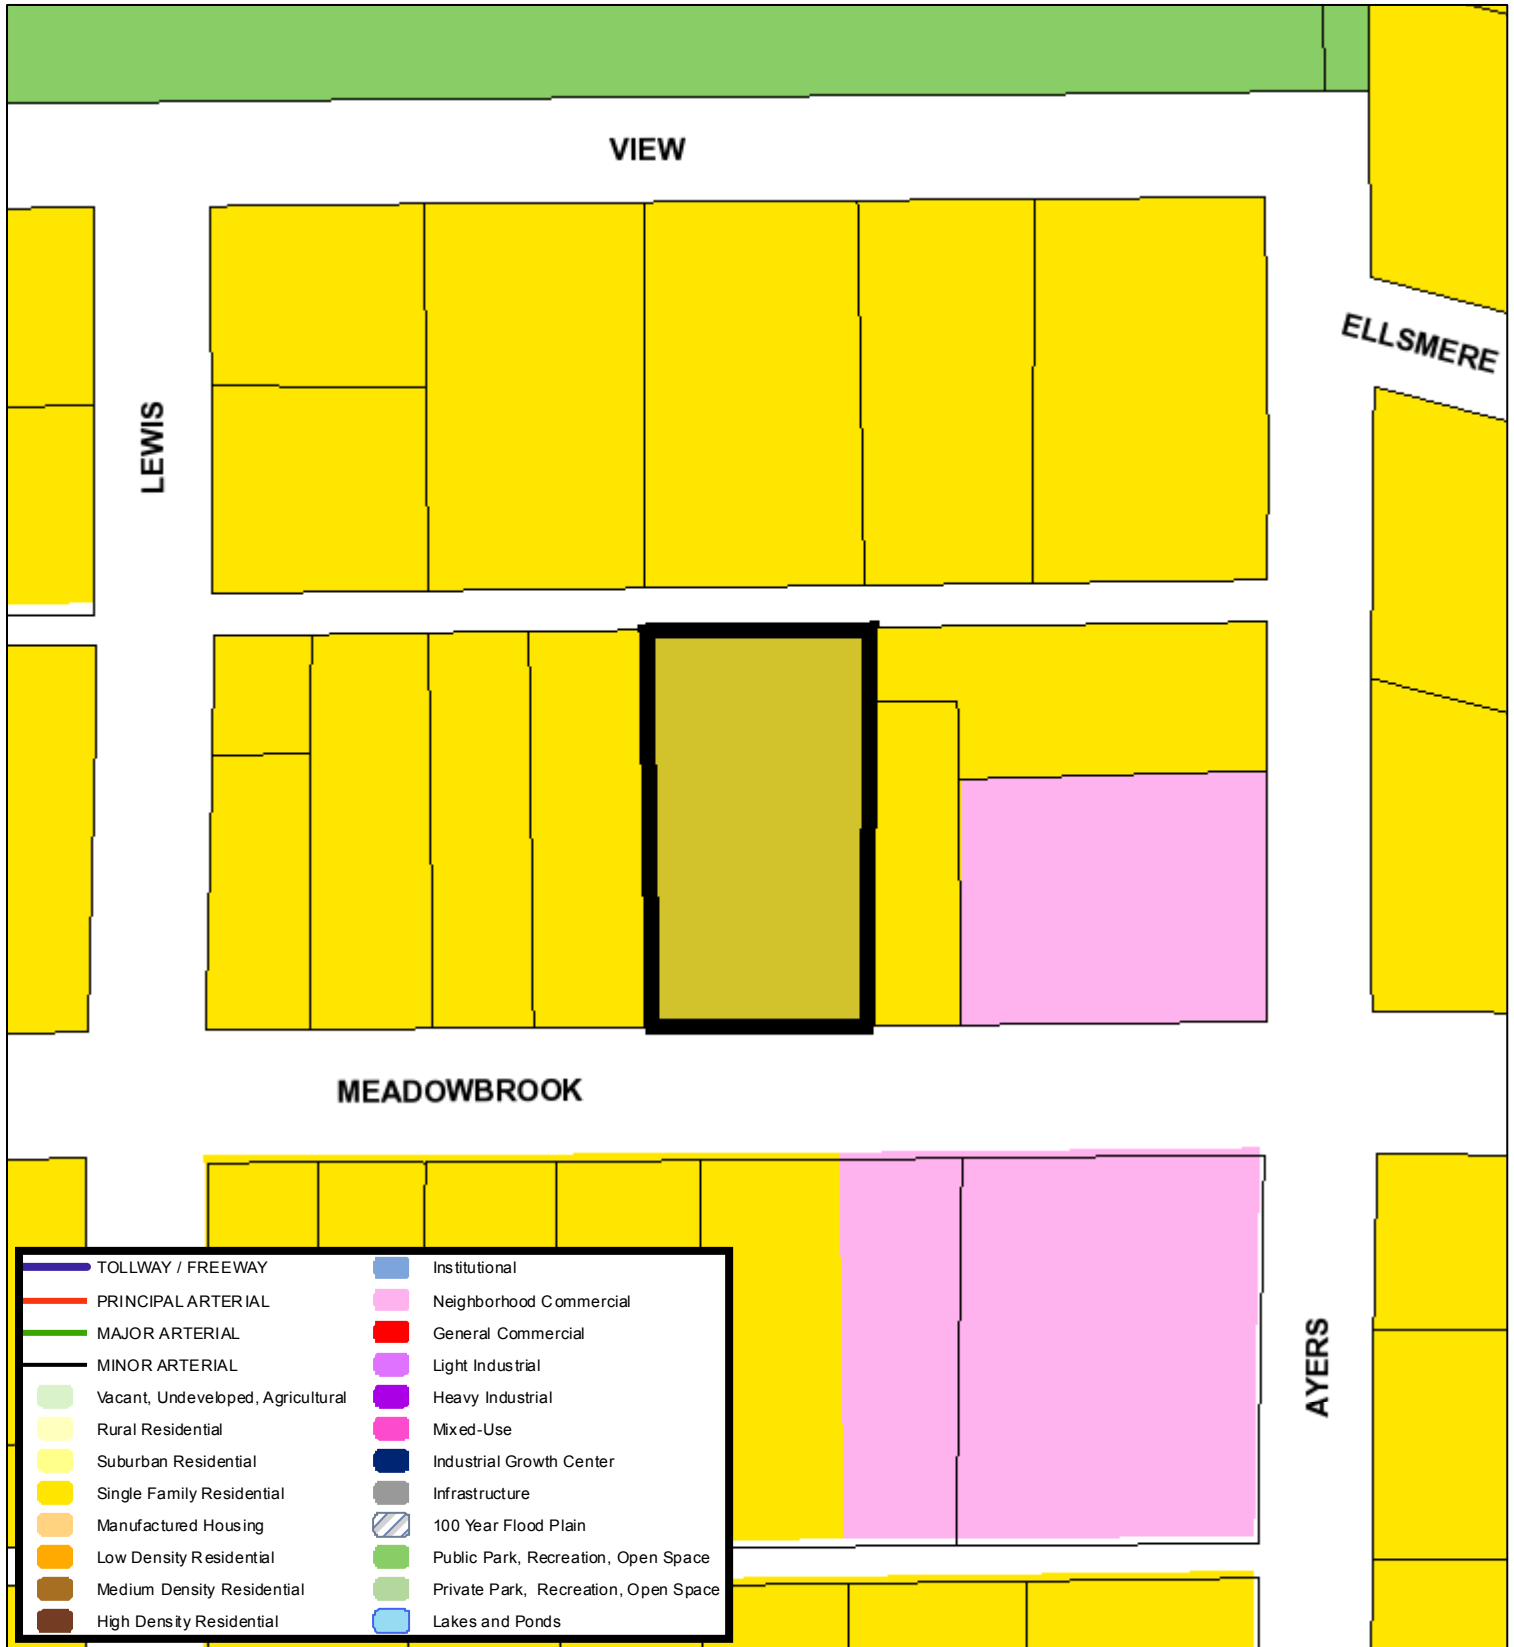 VIEW
ELLSMERE
LEWIS
MEADOWBROOK
AYERS
TOLLWAY / FREEWAY
PRINCIPAL ARTERIAL
MAJOR ARTERIAL
MINOR ARTERIAL
Vacant, Undeveloped, Agricultural
Rural Residential
Suburban Residential
Single Family Residential
Manufactured Housing
Low Density Residential
Medium Density Residential
High Density Residential
Institutional
Neighborhood Commercial
General Commercial
Light Industrial
Heavy Industrial
Mixed-Use
Industrial Growth Center
Infrastructure
100 Year Flood Plain
Public Park, Recreation, Open Space
Private Park, Recreation, Open Space
Lakes and Ponds